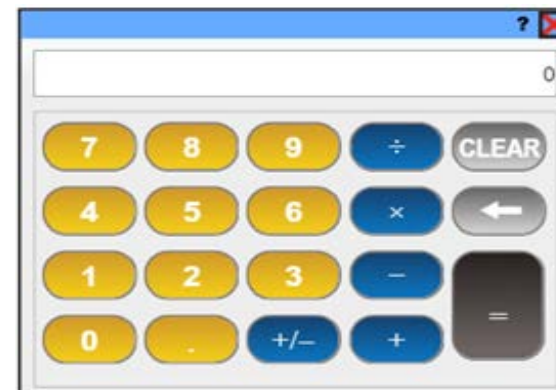 ?
0
7 8 9 ÷ CLEAR
4 5 6 ×
1 2 3 −
0 . +/− + =